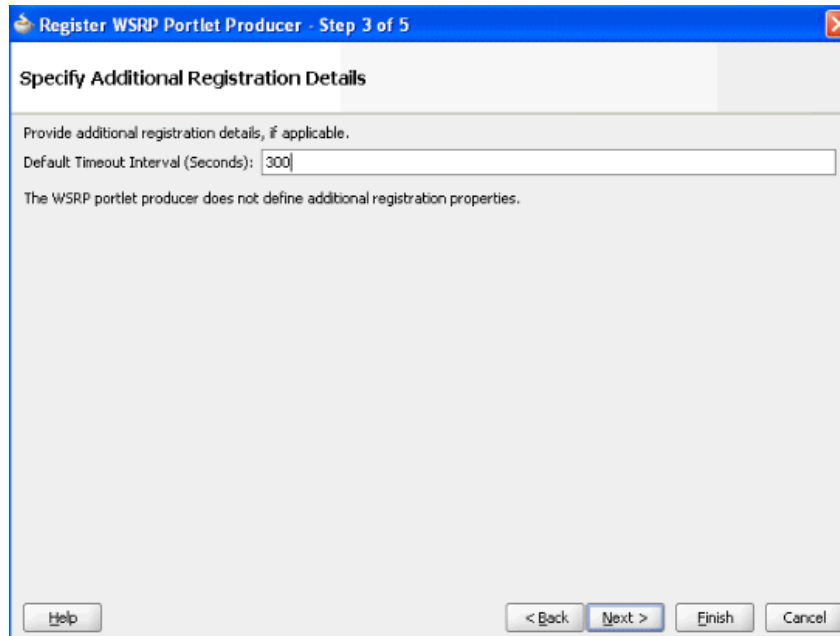 Register WSRP Portlet Producer - Step 3 of 5
Specify Additional Registration Details
Provide additional registration details, if applicable.
Default Timeout Interval (Seconds): 300
The WSRP portlet producer does not define additional registration properties.
Help < Back Next > Finish Cancel